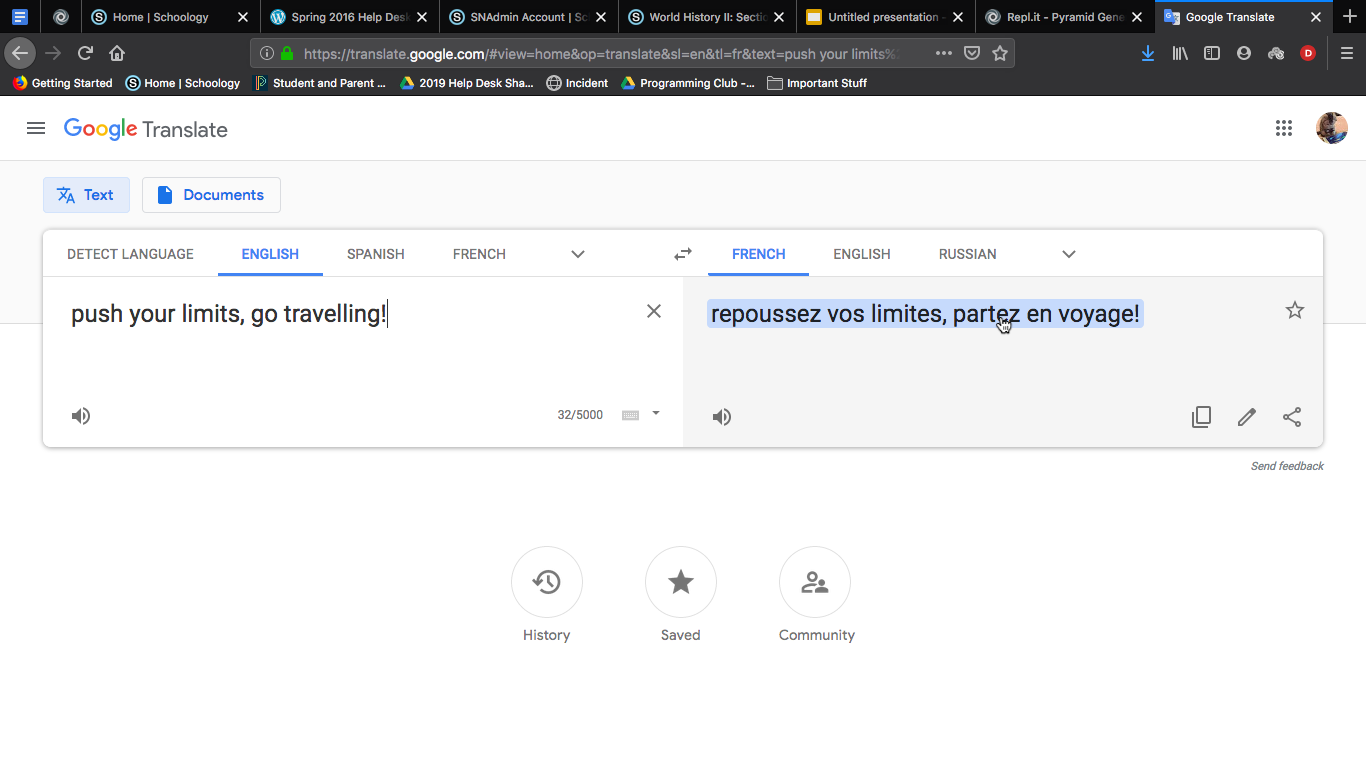 Home | Schoology
Spring 2016 Help Des
SNAdmin Account | Sc
World History II: Sectio
Untitled presentation -
Repl.it - Pyramid Gene
Google Translate
https://translate.google.com/#view=home&op=translate&sl=en&tl=fr&text=push your limits%2
D
Getting Started
Home | Schoology
Student and Parent ...
2019 Help Desk Sha...
Incident
Programming Club -...
Important Stuff
Google Translate
Text
Documents
DETECT LANGUAGE ENGLISH SPANISH FRENCH
FRENCH ENGLISH RUSSIAN
push your limits, go travelling!
repoussez vos limites, partez en voyage!
32/5000
Send feedback
History
Saved
Community